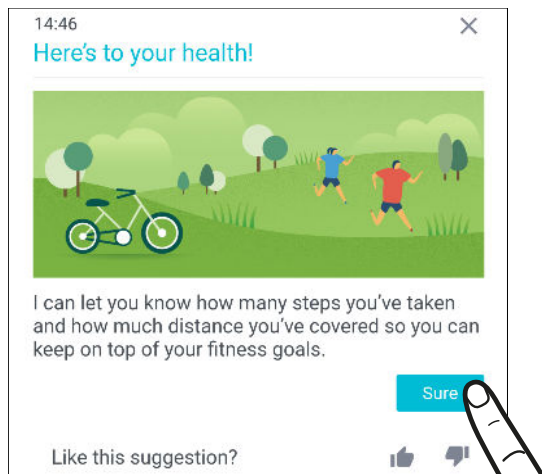 14:46
Here's to your health!
I can let you know how many steps you've taken
and how much distance you've covered so you can
keep on top of your fitness goals.
Sure
Like this suggestion?